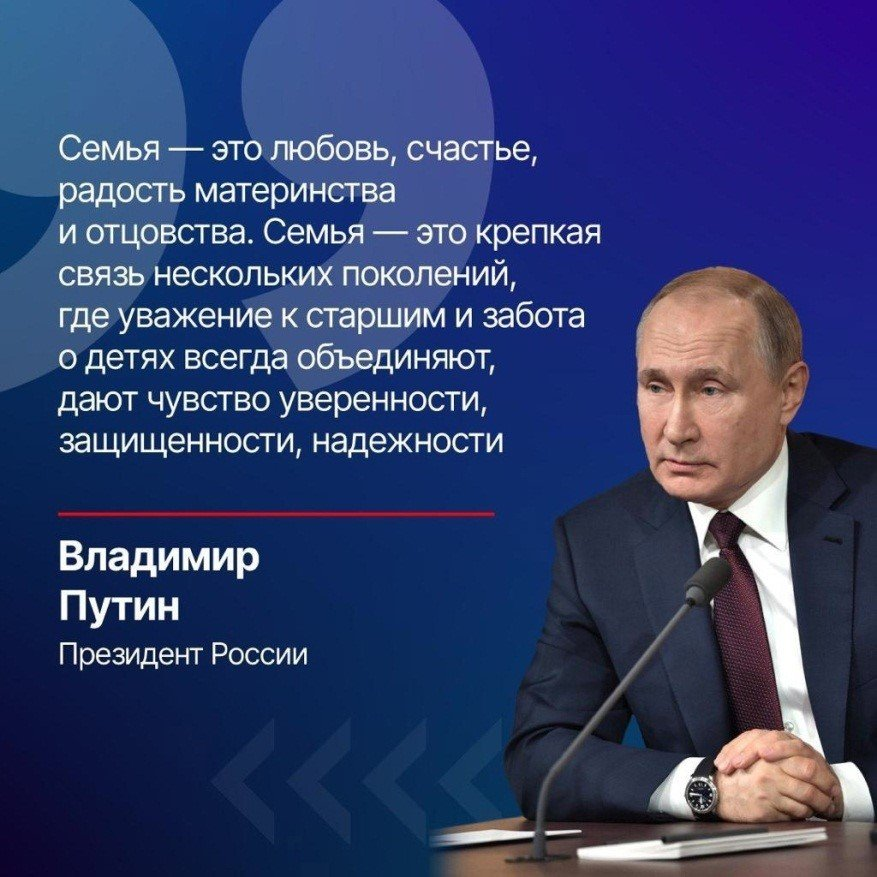 Семья — это любовь, счастье,
радость материнства
и отцовства. Семья — это крепкая
связь нескольких поколений,
где уважение к старшим и забота
о детях всегда объединяют,
дают чувство уверенности,
защищенности, надежности
Владимир
Путин
Президент России